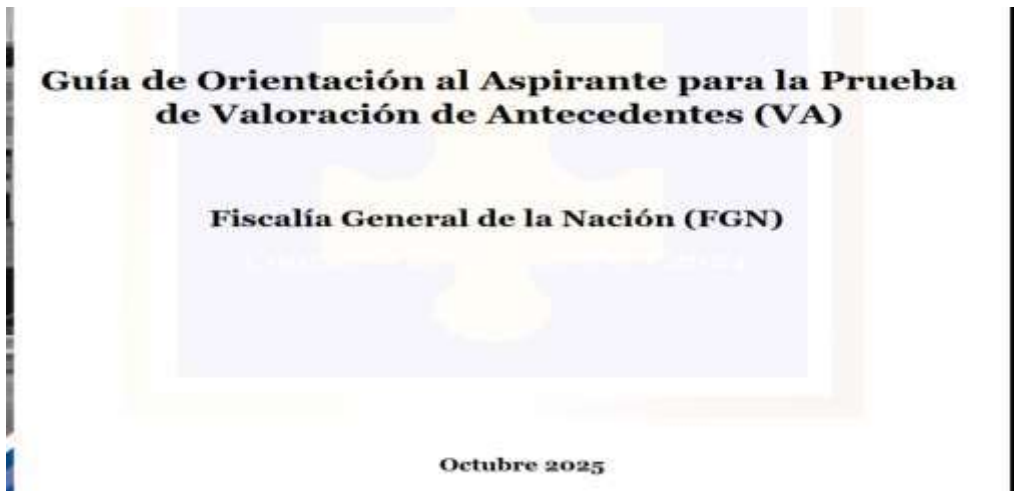 Guía de Orientación al Aspirante para la Prueba
de Valoración de Antecedentes (VA)
Fiscalía General de la Nación (FGN)
Octubre 2025